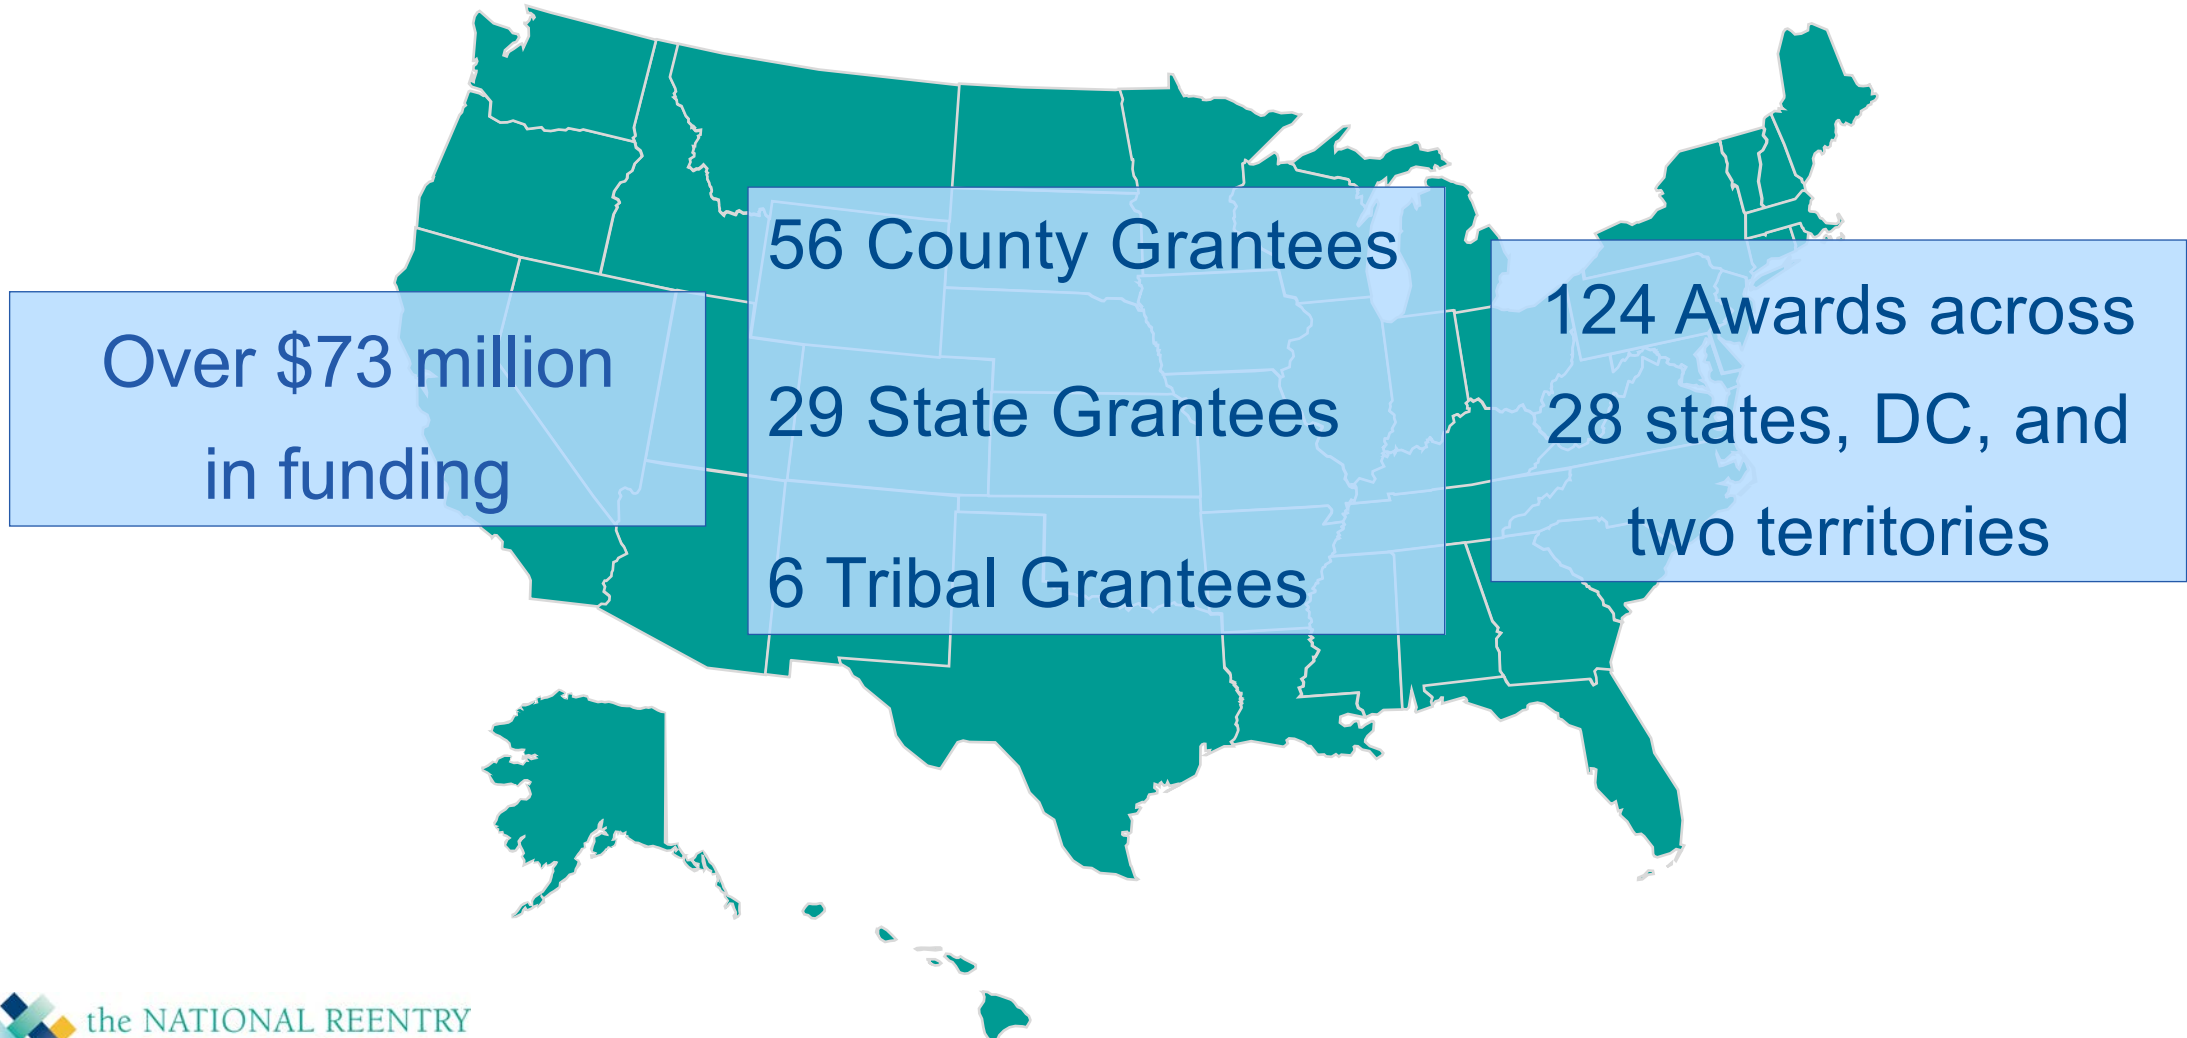 Over $73 million
in funding
56 County Grantees
29 State Grantees
6 Tribal Grantees
124 Awards across
28 states, DC, and
two territories
the NATIONAL REENTRY